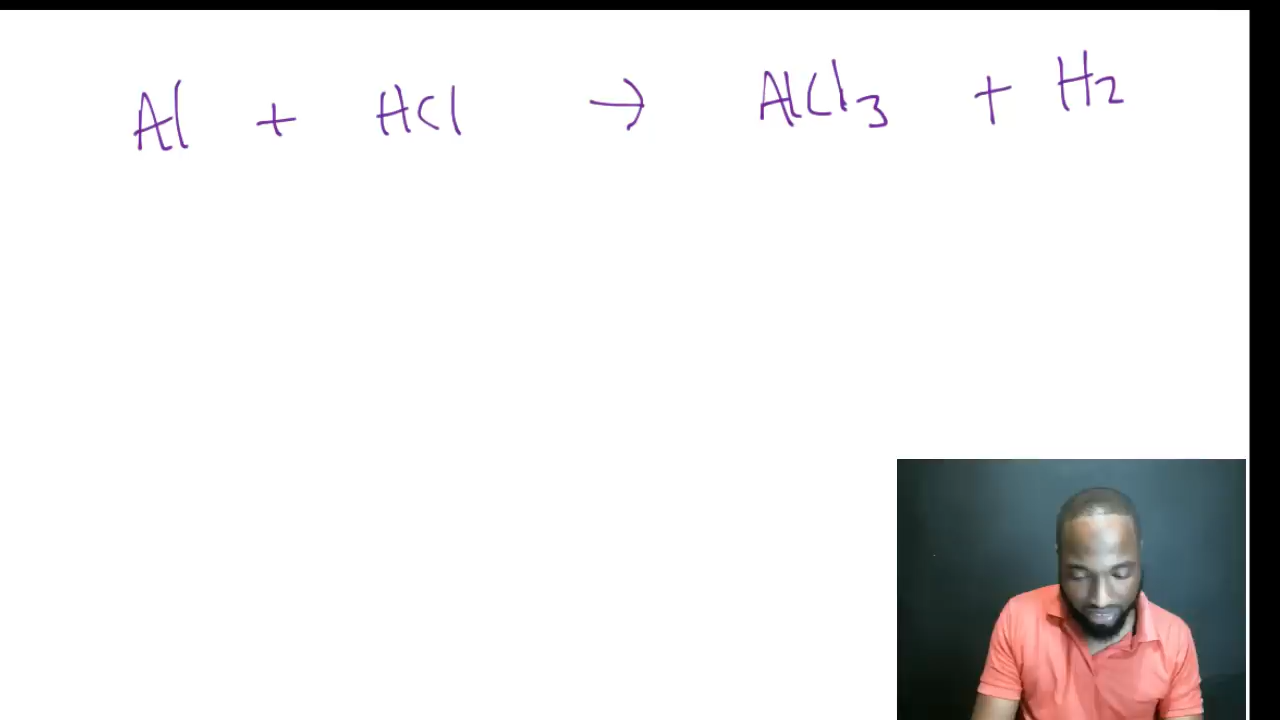 Al + HCl → AlCl₃ + H₂